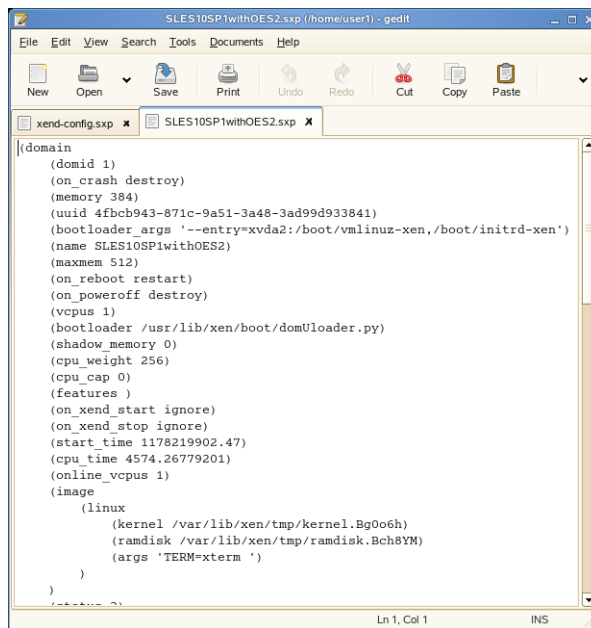 SLES10SP1withOES2.sxp (/home/user1) - gedit
File Edit View Search Tools Documents Help
New Open Save Print Undo Redo Cut Copy Paste
xend-config.sxp SLES10SP1withOES2.sxp
(domain
(domid 1)
(on_crash destroy)
(memory 384)
(uuid 4fbcb943-871c-9a51-3a48-3ad99d933841)
(bootloader_args '--entry=xvda2:/boot/vmlinuz-xen,/boot/initrd-xen')
(name SLES10SP1withOES2)
(maxmem 512)
(on_reboot restart)
(on_poweroff destroy)
(vcpus 1)
(bootloader /usr/lib/xen/boot/domUloader.py)
(shadow_memory 0)
(cpu_weight 256)
(cpu_cap 0)
(features )
(on_xend_start ignore)
(on_xend_stop ignore)
(start_time 1178219902.47)
(cpu_time 4574.26779201)
(online_vcpus 1)
(image
(linux
(kernel /var/lib/xen/tmp/kernel.Bg0o6h)
(ramdisk /var/lib/xen/tmp/ramdisk.Bch8YM)
(args 'TERM=xterm ')
)
)
Ln 1, Col 1 INS